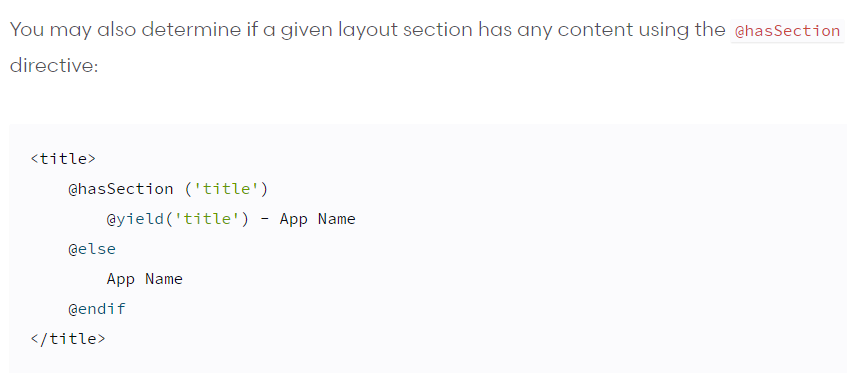 You may also determine if a given layout section has any content using the @hasSection
directive:
<title>
    @hasSection ('title')
        @yield('title') - App Name
    @else
        App Name
    @endif
</title>